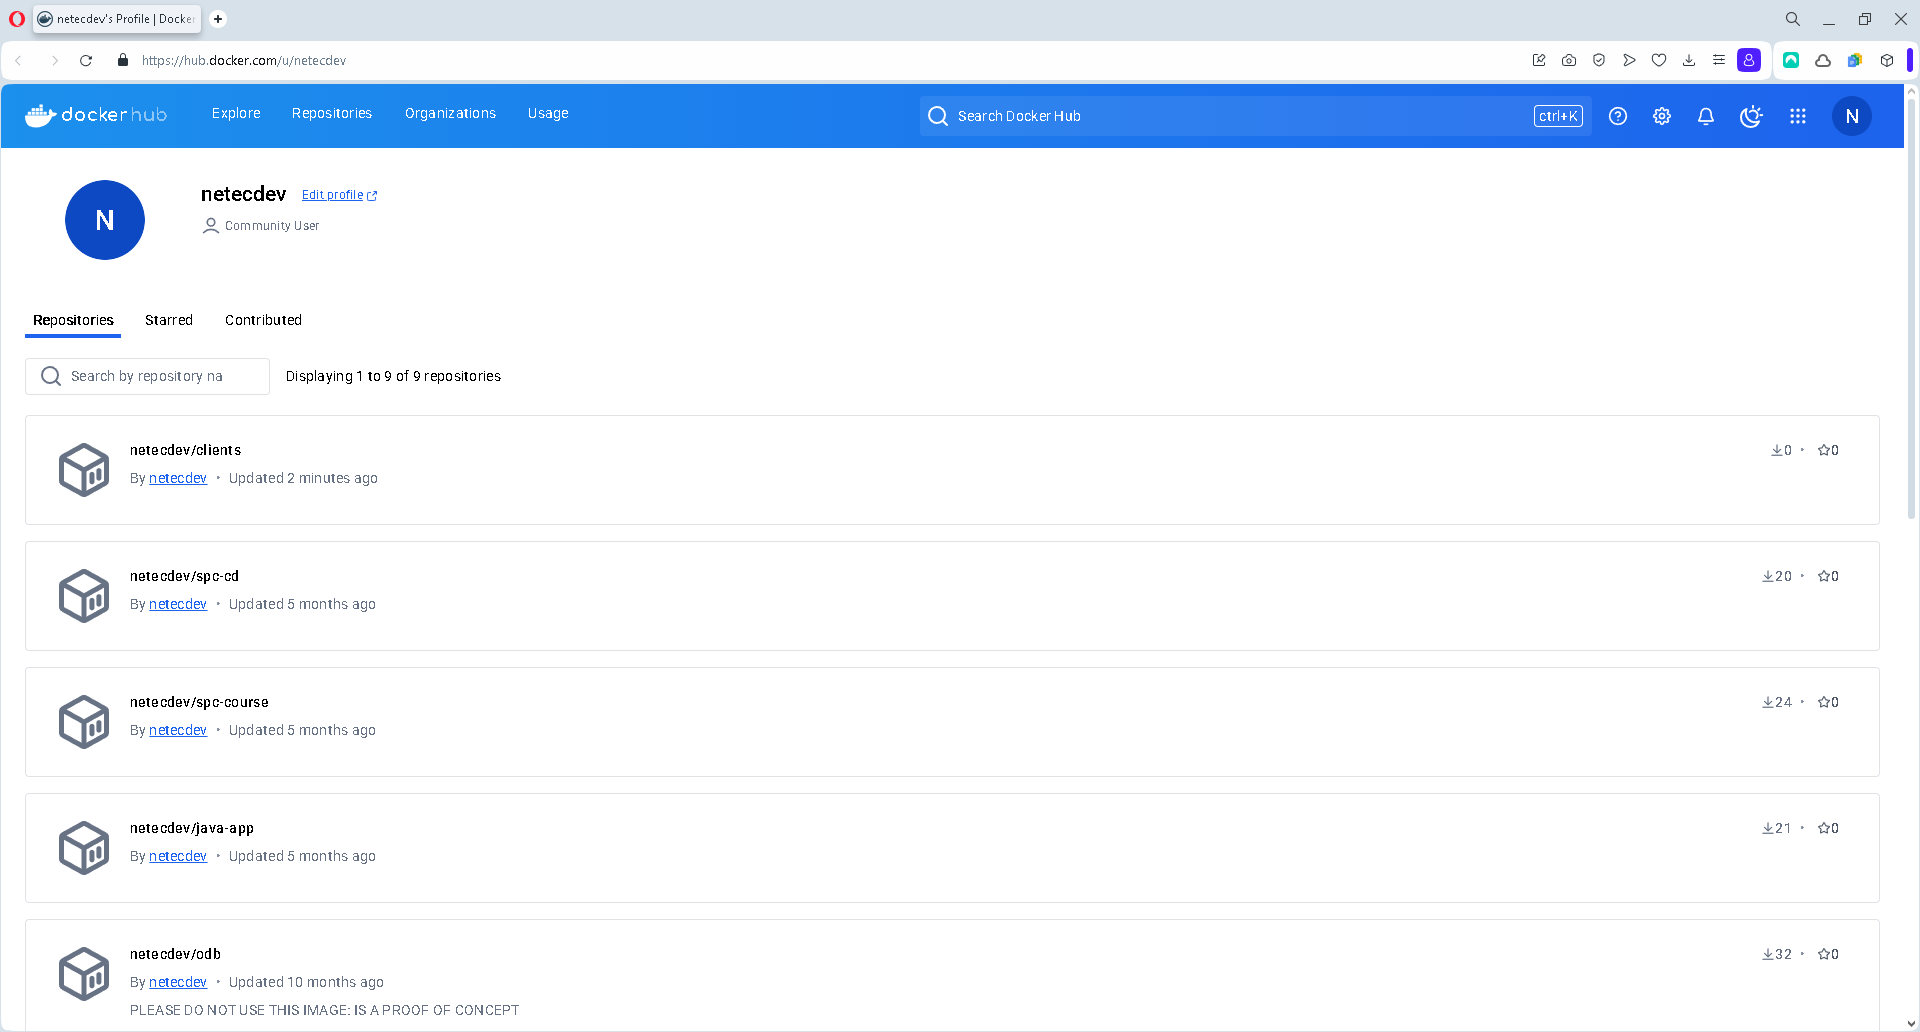 netecdev's Profile | Docker
https://hub.docker.com/u/netecdev
docker hub
Explore
Repositories
Organizations
Usage
Search Docker Hub
ctrl+K
N
N
netecdev
Edit profile
Community User
Repositories
Starred
Contributed
Search by repository na
Displaying 1 to 9 of 9 repositories
netecdev/clients
0 • 0
By netecdev • Updated 2 minutes ago
netecdev/spc-cd
20 • 0
By netecdev • Updated 5 months ago
netecdev/spc-course
24 • 0
By netecdev • Updated 5 months ago
netecdev/java-app
21 • 0
By netecdev • Updated 5 months ago
netecdev/odb
32 • 0
By netecdev • Updated 10 months ago
PLEASE DO NOT USE THIS IMAGE: IS A PROOF OF CONCEPT